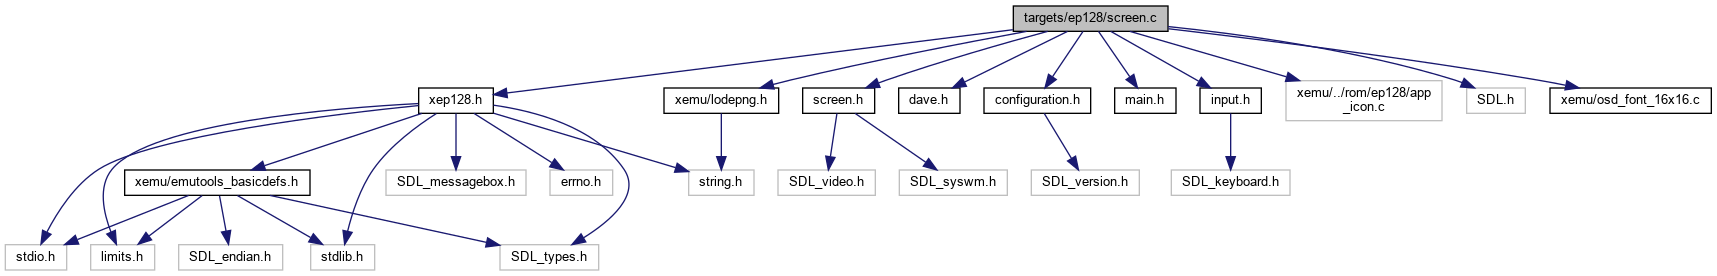 targets/ep128/screen.c
xep128.h
xemu/lodepng.h
screen.h
dave.h
configuration.h
main.h
input.h
xemu/../rom/ep128/app
_icon.c
SDL.h
xemu/osd_font_16x16.c
xemu/emutools_basicdefs.h
SDL_messagebox.h
errno.h
string.h
SDL_video.h
SDL_syswm.h
SDL_version.h
SDL_keyboard.h
stdio.h
limits.h
SDL_endian.h
stdlib.h
SDL_types.h